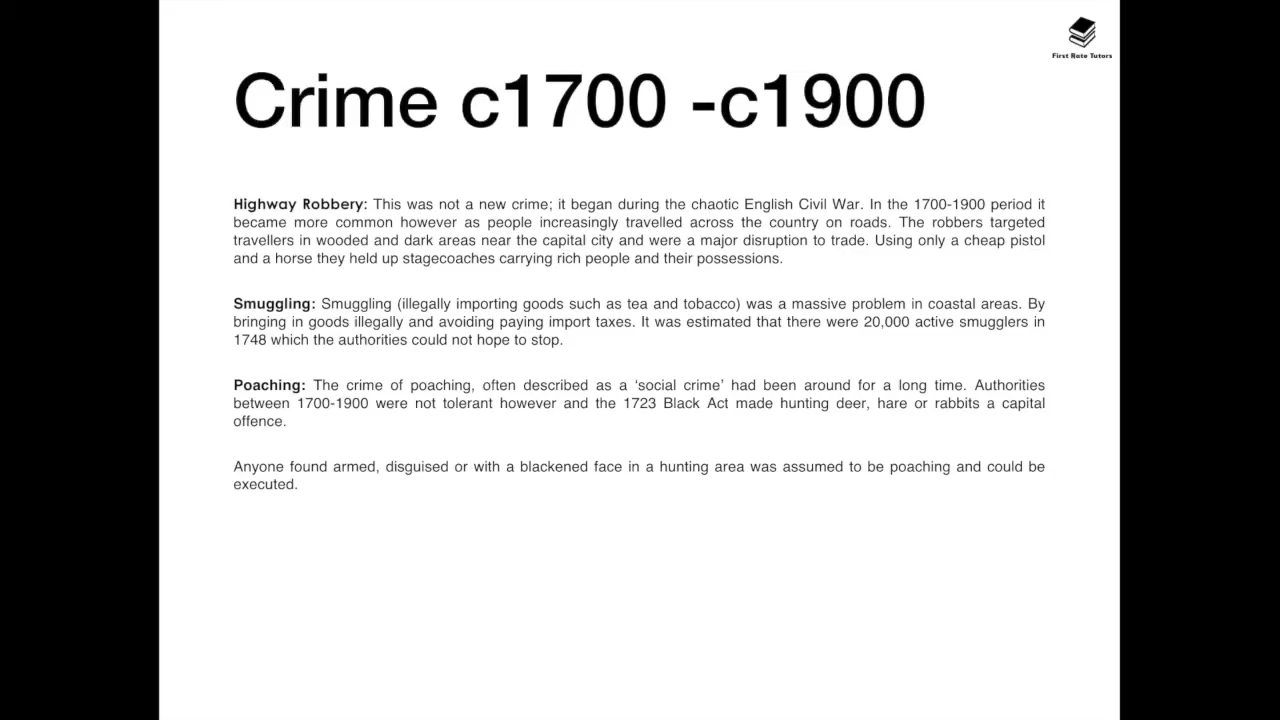 First Rate Tutors
Crime c1700 -c1900
Highway Robbery: This was not a new crime; it began during the chaotic English Civil War. In the 1700-1900 period it
became more common however as people increasingly travelled across the country on roads. The robbers targeted
travellers in wooded and dark areas near the capital city and were a major disruption to trade. Using only a cheap pistol
and a horse they held up stagecoaches carrying rich people and their possessions.
Smuggling: Smuggling (illegally importing goods such as tea and tobacco) was a massive problem in coastal areas. By
bringing in goods illegally and avoiding paying import taxes. It was estimated that there were 20,000 active smugglers in
1748 which the authorities could not hope to stop.
Poaching: The crime of poaching, often described as a ‘social crime’ had been around for a long time. Authorities
between 1700-1900 were not tolerant however and the 1723 Black Act made hunting deer, hare or rabbits a capital
offence.
Anyone found armed, disguised or with a blackened face in a hunting area was assumed to be poaching and could be
executed.